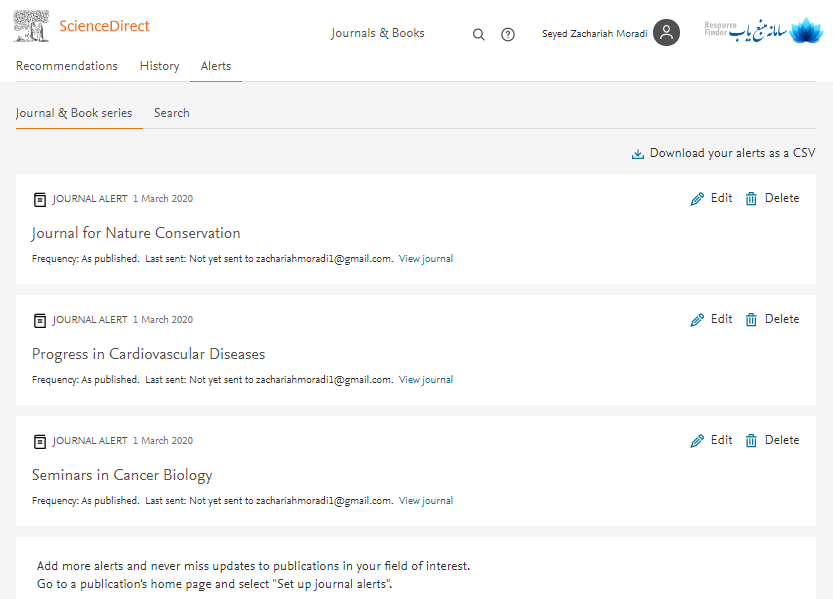 ScienceDirect
Journals & Books
Seyed Zachariah Moradi
Resource
Finder
سامانه منبع یاب
Recommendations History Alerts
Journal & Book series Search
Download your alerts as a CSV
JOURNAL ALERT 1 March 2020 Edit Delete
Journal for Nature Conservation
Frequency: As published. Last sent: Not yet sent to zachariahmoradi1@gmail.com. View journal
JOURNAL ALERT 1 March 2020 Edit Delete
Progress in Cardiovascular Diseases
Frequency: As published. Last sent: Not yet sent to zachariahmoradi1@gmail.com. View journal
JOURNAL ALERT 1 March 2020 Edit Delete
Seminars in Cancer Biology
Frequency: As published. Last sent: Not yet sent to zachariahmoradi1@gmail.com. View journal
Add more alerts and never miss updates to publications in your field of interest.
Go to a publication's home page and select "Set up journal alerts".